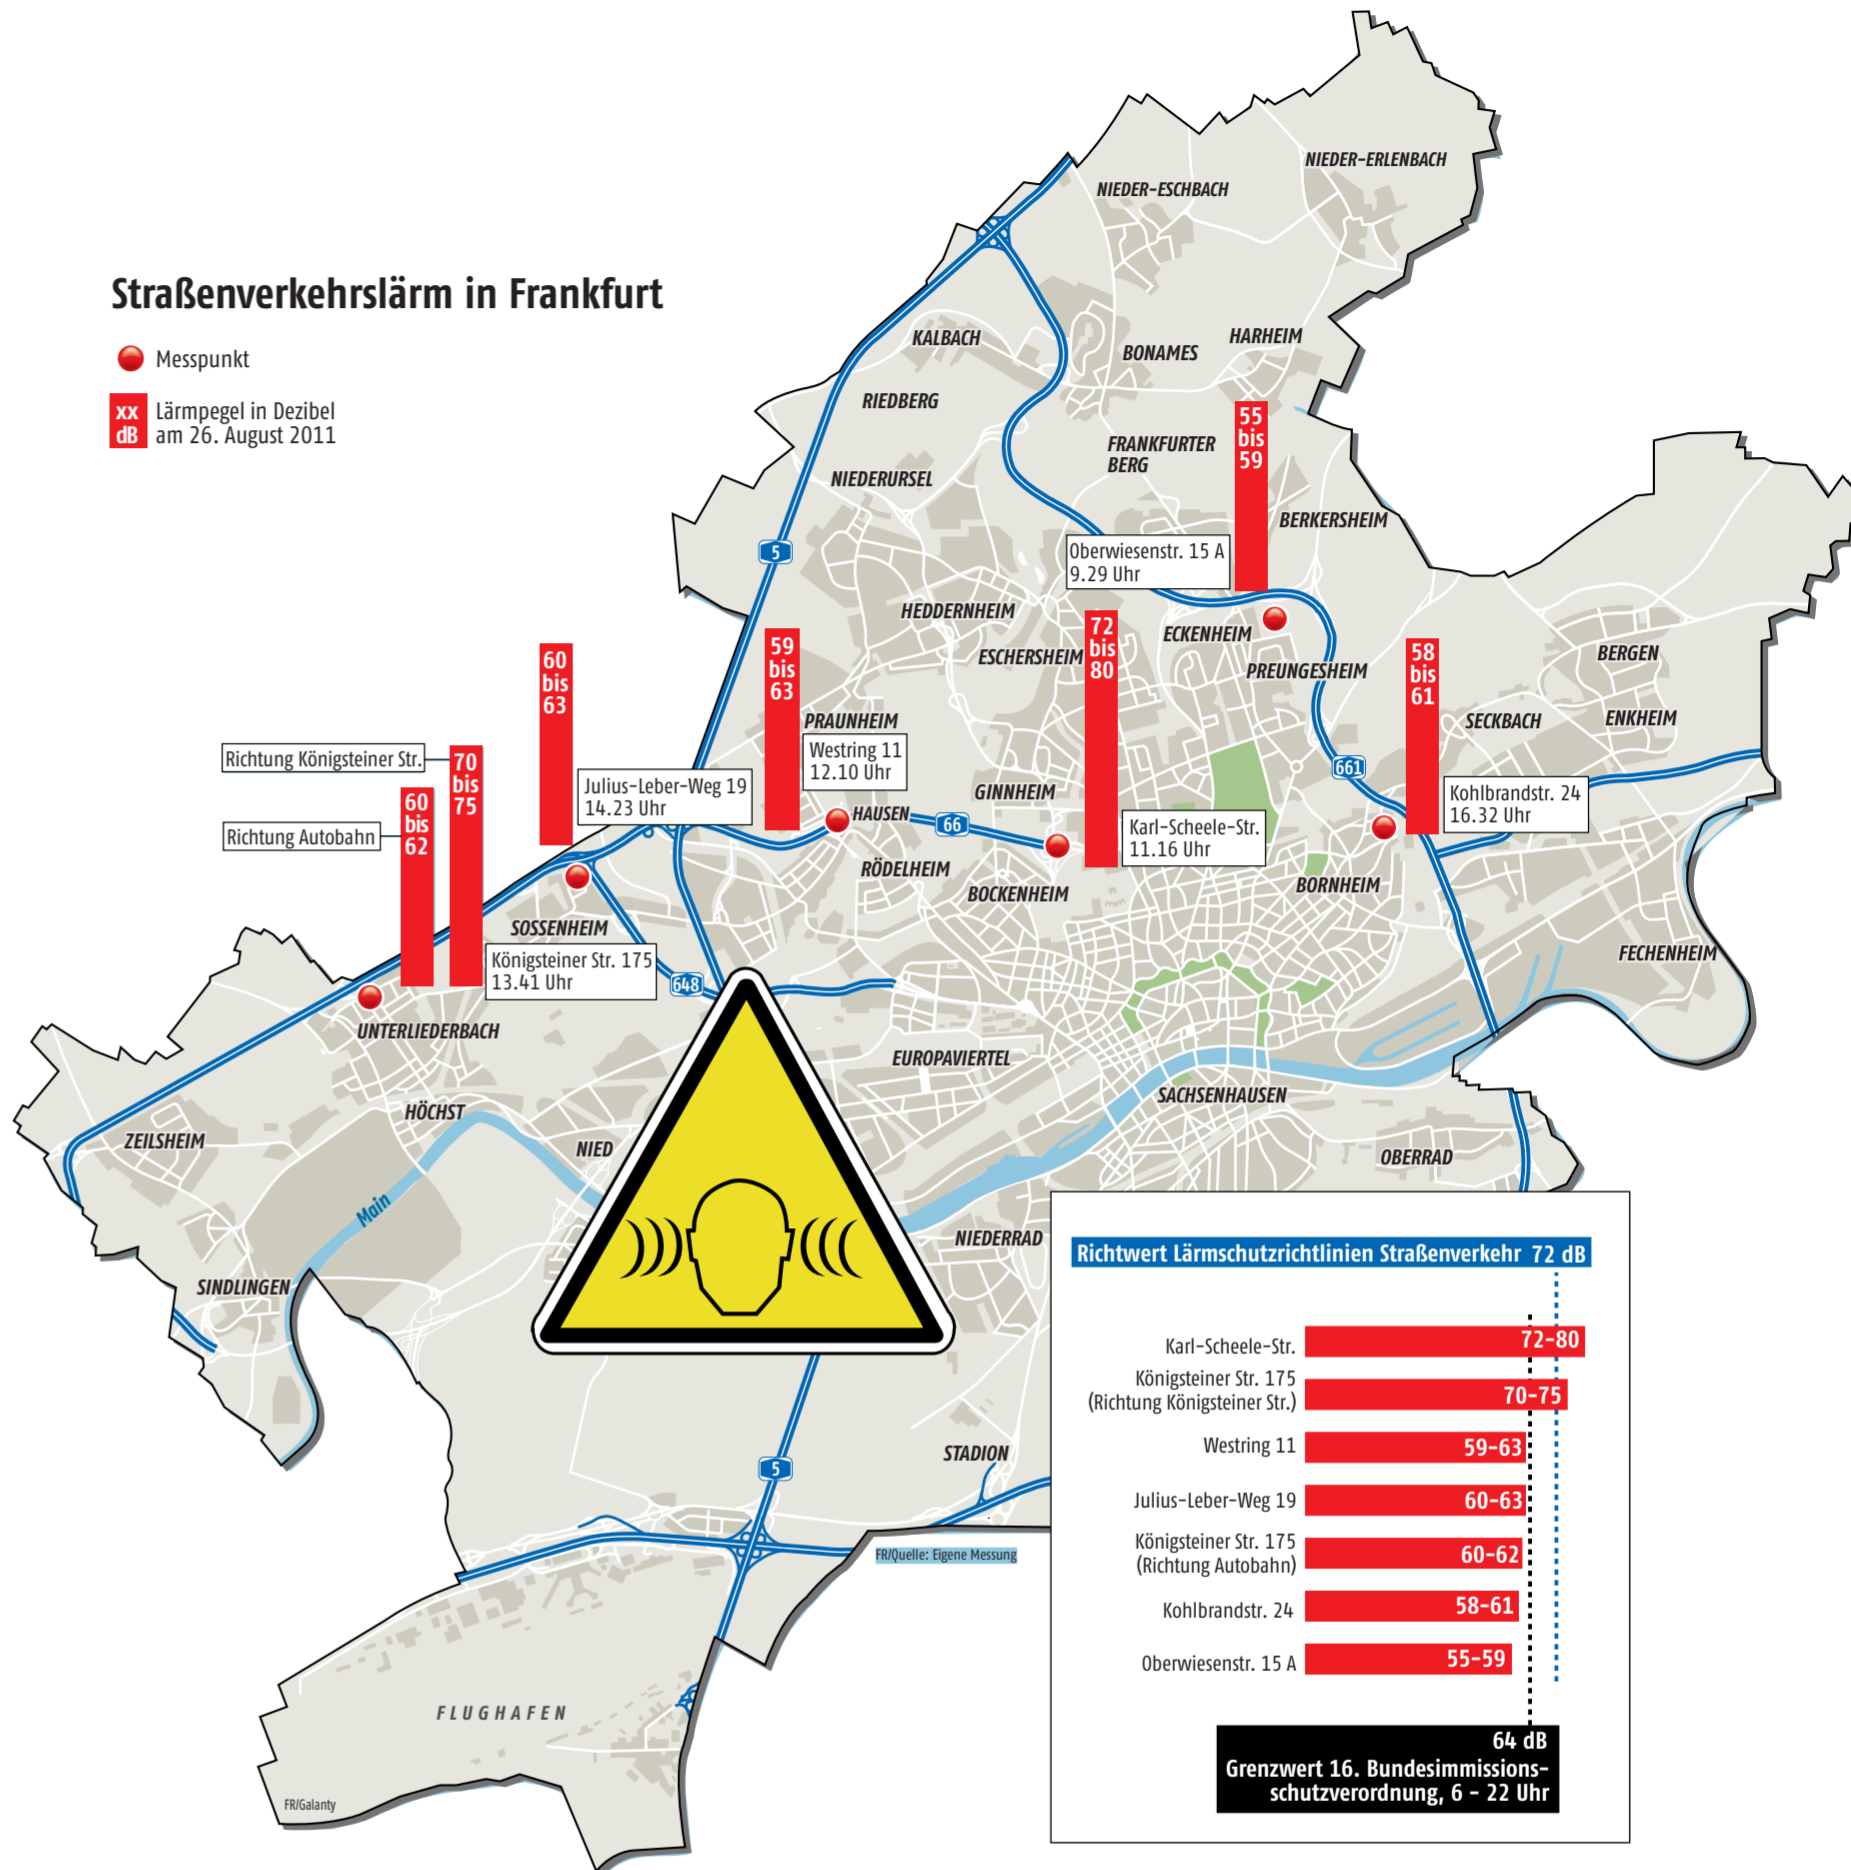 Straßenverkehrslärm in Frankfurt
Messpunkt
xx
dB
Lärmpegel in Dezibel
am 26. August 2011
NIEDER-ERLENBACH
NIEDER-ESCHBACH
KALBACH
BONAMES
HARHEIM
RIEDBERG
FRANKFURTER
BERG
55
bis
59
NIEDERURSEL
BERKERSHEIM
5
Oberwiesenstr. 15 A
9.29 Uhr
HEDDERNHEIM
ECKENHEIM
ESCHERSHEIM
72
bis
80
PREUNGESHEIM
58
bis
61
BERGEN
60
bis
63
59
bis
63
PRAUNHEIM
SECKBACH
ENKHEIM
Richtung Königsteiner Str.
70
bis
75
Westring 11
12.10 Uhr
661
Julius-Leber-Weg 19
14.23 Uhr
GINNHEIM
Kohlbrandstr. 24
16.32 Uhr
60
bis
62
Richtung Autobahn
HAUSEN
66
Karl-Scheele-Str.
11.16 Uhr
RÖDELHEIM
BOCKENHEIM
BORNHEIM
SOSSENHEIM
Königsteiner Str. 175
13.41 Uhr
648
FECHENHEIM
UNTERLIEDERBACH
EUROPAVIERTEL
SACHSENHAUSEN
HÖCHST
ZEILSHEIM
NIED
OBERRAD
Main
NIEDERRAD
SINDLINGEN
STADION
5
FR/Quelle: Eigene Messung
FLUGHAFEN
FR/Galanty
Richtwert Lärmschutzrichtlinien Straßenverkehr 72 dB
Karl-Scheele-Str. 72-80
Königsteiner Str. 175
(Richtung Königsteiner Str.) 70-75
Westring 11 59-63
Julius-Leber-Weg 19 60-63
Königsteiner Str. 175
(Richtung Autobahn) 60-62
Kohlbrandstr. 24 58-61
Oberwiesenstr. 15 A 55-59
64 dB
Grenzwert 16. Bundesimmissions-
schutzverordnung, 6 - 22 Uhr